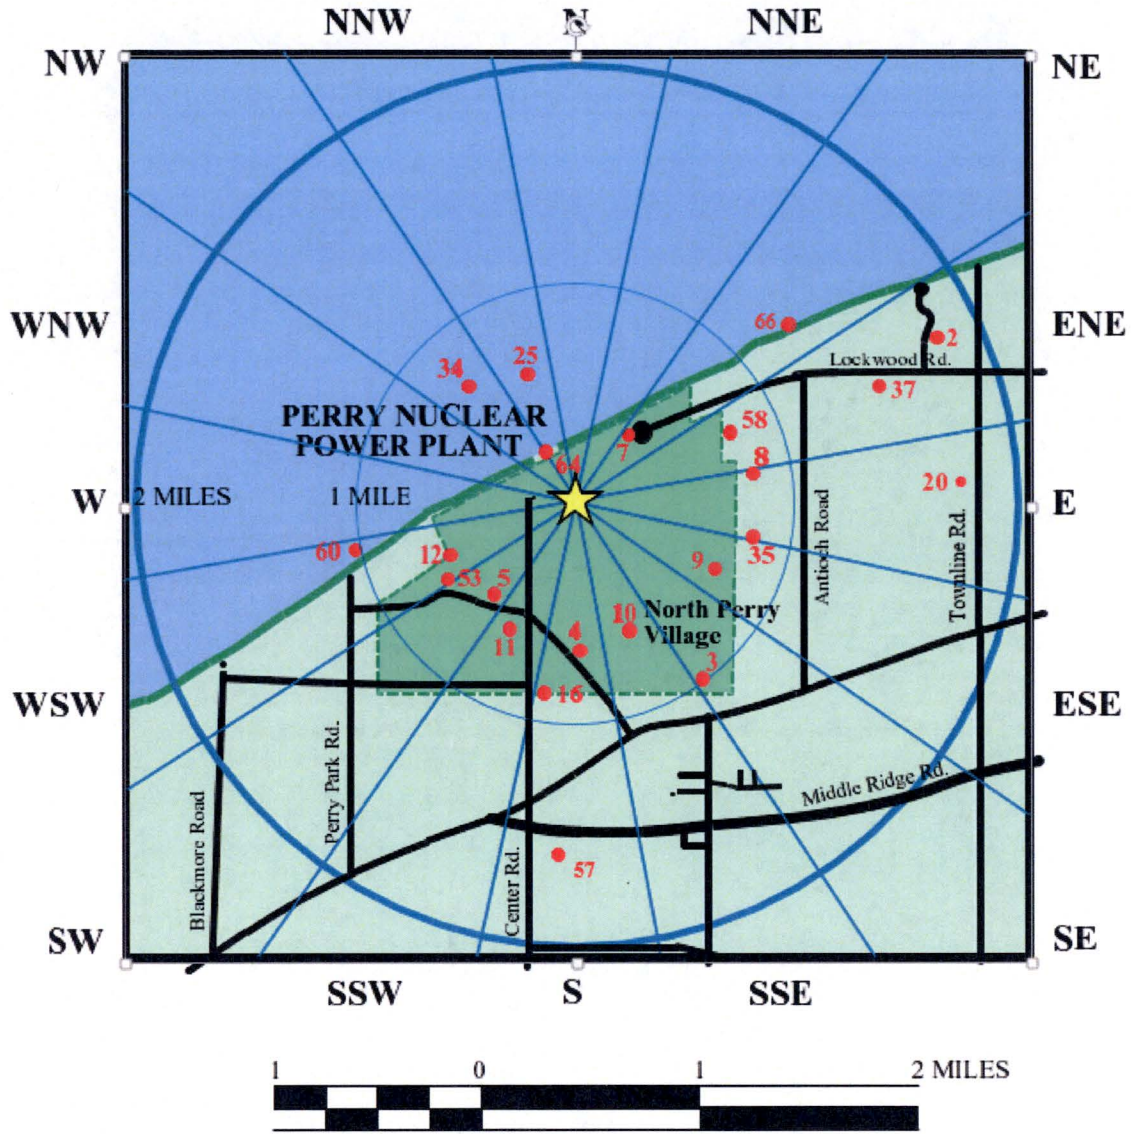 NNW N NNE
NW NE
WNW ENE
66
2
Lockwood Rd.
25
34
37
PERRY NUCLEAR
POWER PLANT
58
7
64
8
20
W 2 MILES 1 MILE E
Antioch Road
Townline Rd.
60
12
35
53
5
9
10
North Perry
Village
11
4
3
16
WSW ESE
Perry Park Rd.
Middle Ridge Rd.
Blackmore Road
Center Rd.
57
SW SE
SSW S SSE
1 0 1 2 MILES